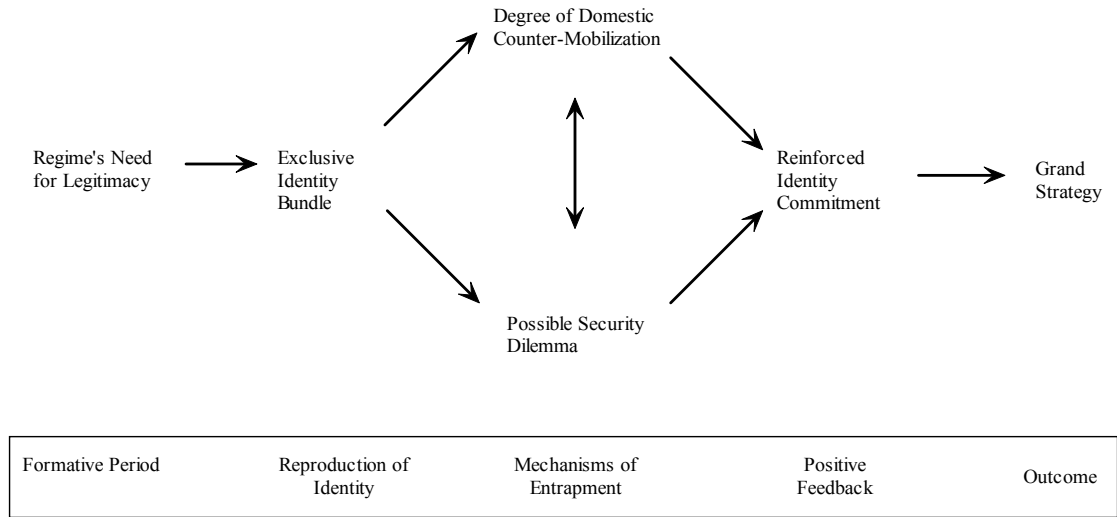 Degree of Domestic
Counter-Mobilization
Regime's Need
for Legitimacy
Exclusive
Identity
Bundle
Reinforced
Identity
Commitment
Grand
Strategy
Possible Security
Dilemma
Formative Period
Reproduction of
Identity
Mechanisms of
Entrapment
Positive
Feedback
Outcome